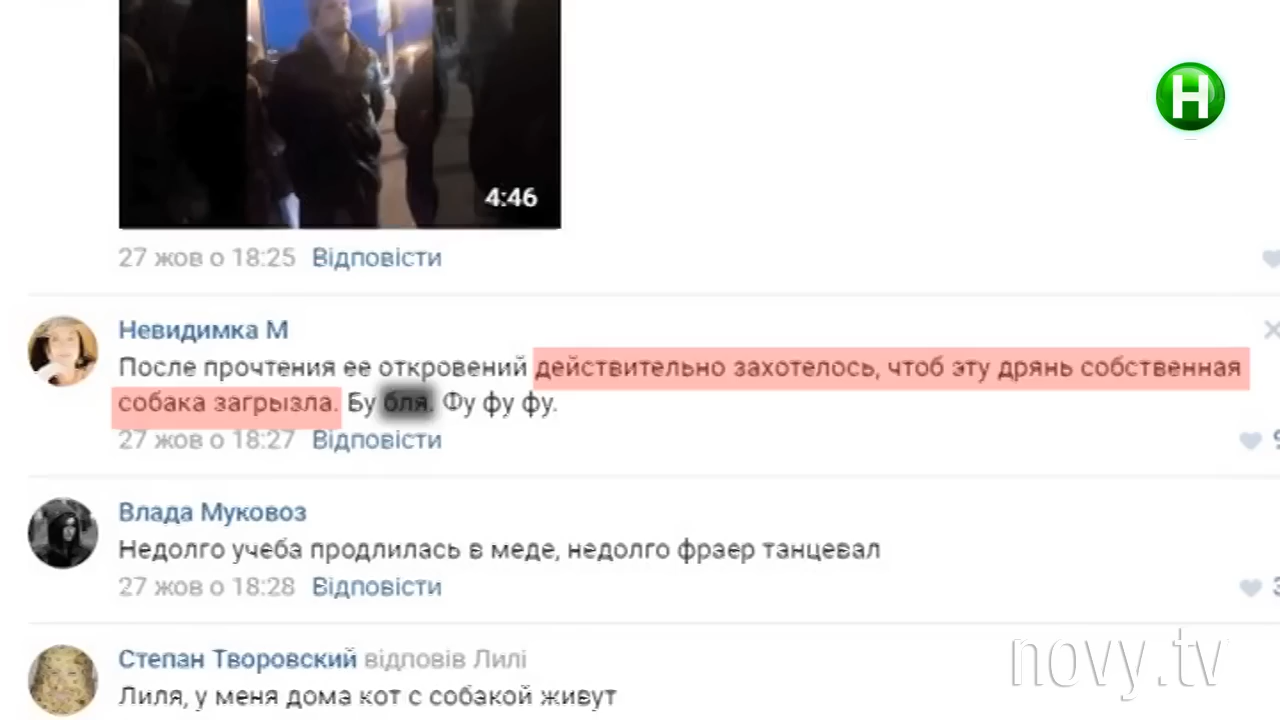 Н
4:46
27 жов о 18:25 Відповісти
Невидимка М
После прочтения ее откровений действительно захотелось, чтоб эту дрянь собственная
собака загрызла. Бу бля. Фу фу фу.
27 жов о 18:27 Відповісти
Влада Муковоз
Недолго учеба продлилась в меде, недолго фраер танцевал
27 жов о 18:28 Відповісти
Степан Творовский відповів Лилі
Лиля, у меня дома кот с собакой живут
novy.tv